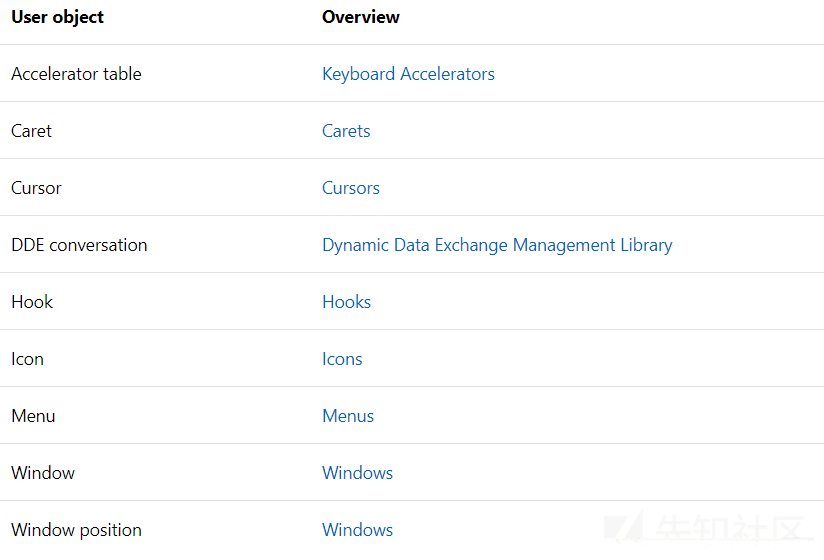 User object Overview
Accelerator table Keyboard Accelerators
Caret Carets
Cursor Cursors
DDE conversation Dynamic Data Exchange Management Library
Hook Hooks
Icon Icons
Menu Menus
Window Windows
Window position Windows
先知社区